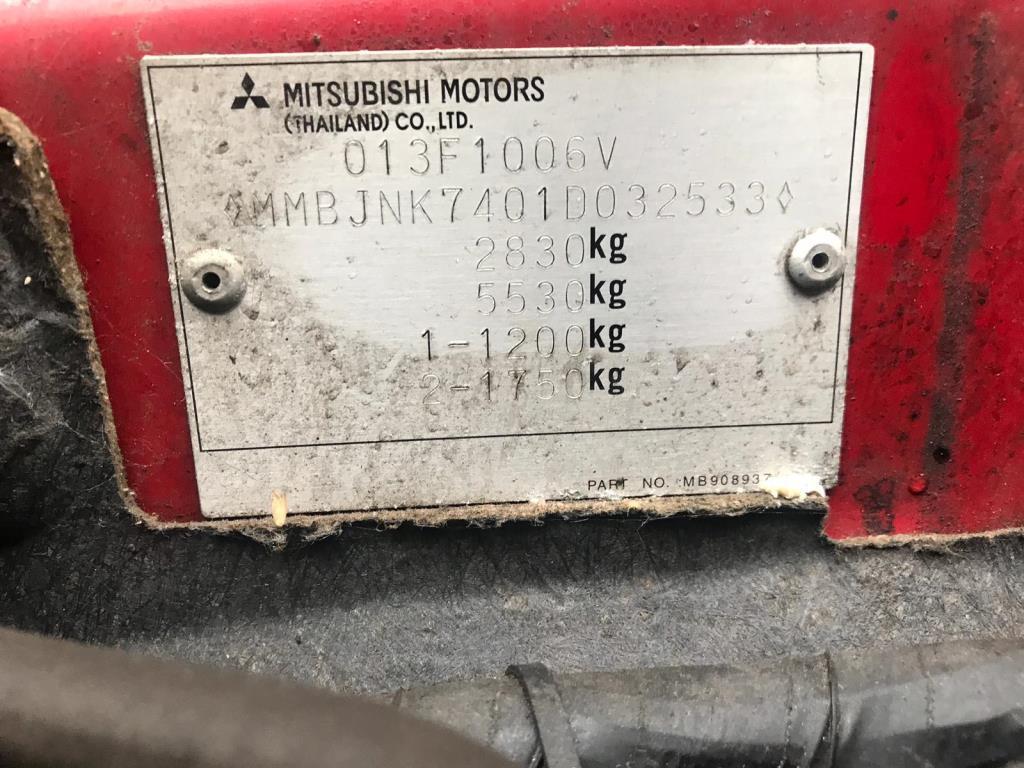 MITSUBISHI MOTORS
(THAILAND) CO.,LTD.
013F1006V
◊MMBJNK7401D032533◊
2830kg
5530kg
1-1200kg
2-1750kg
PART NO. MB908937